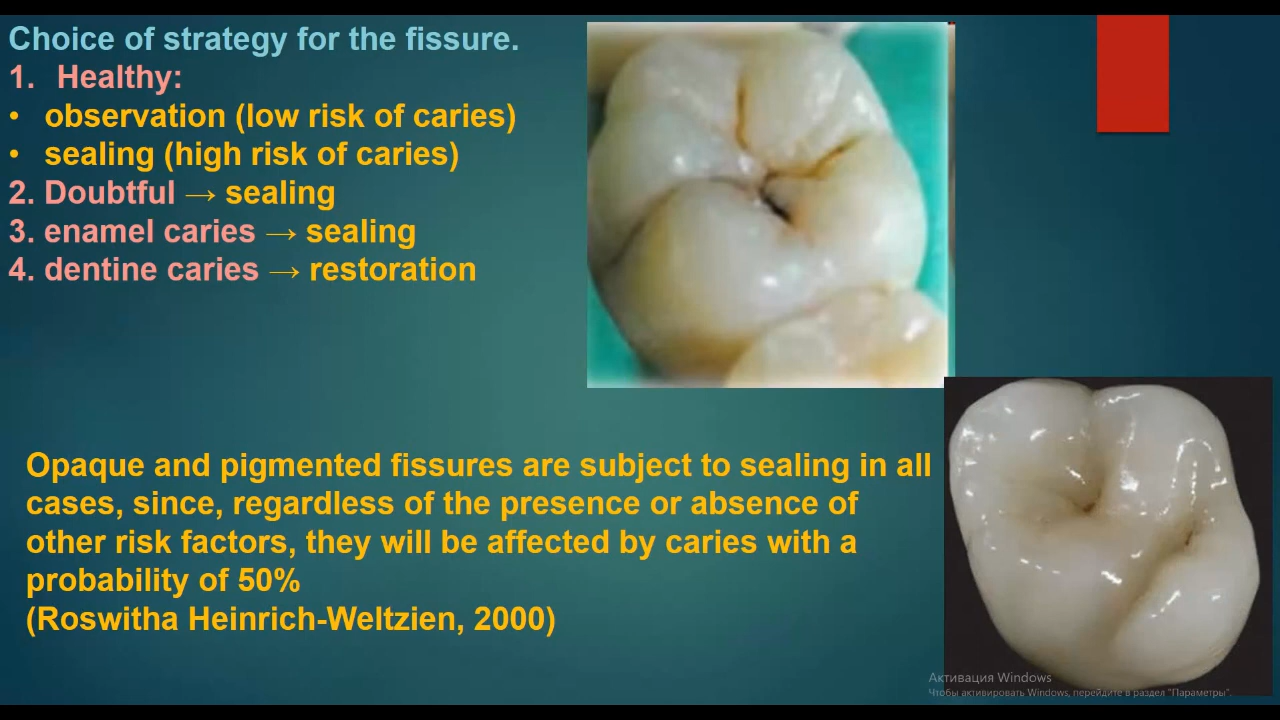 Choice of strategy for the fissure.
1. Healthy:
• observation (low risk of caries)
• sealing (high risk of caries)
2. Doubtful → sealing
3. enamel caries → sealing
4. dentine caries → restoration
Opaque and pigmented fissures are subject to sealing in all
cases, since, regardless of the presence or absence of
other risk factors, they will be affected by caries with a
probability of 50%
(Roswitha Heinrich-Weltzien, 2000)
Активация Windows
Чтобы активировать Windows, перейдите в раздел "Параметры".